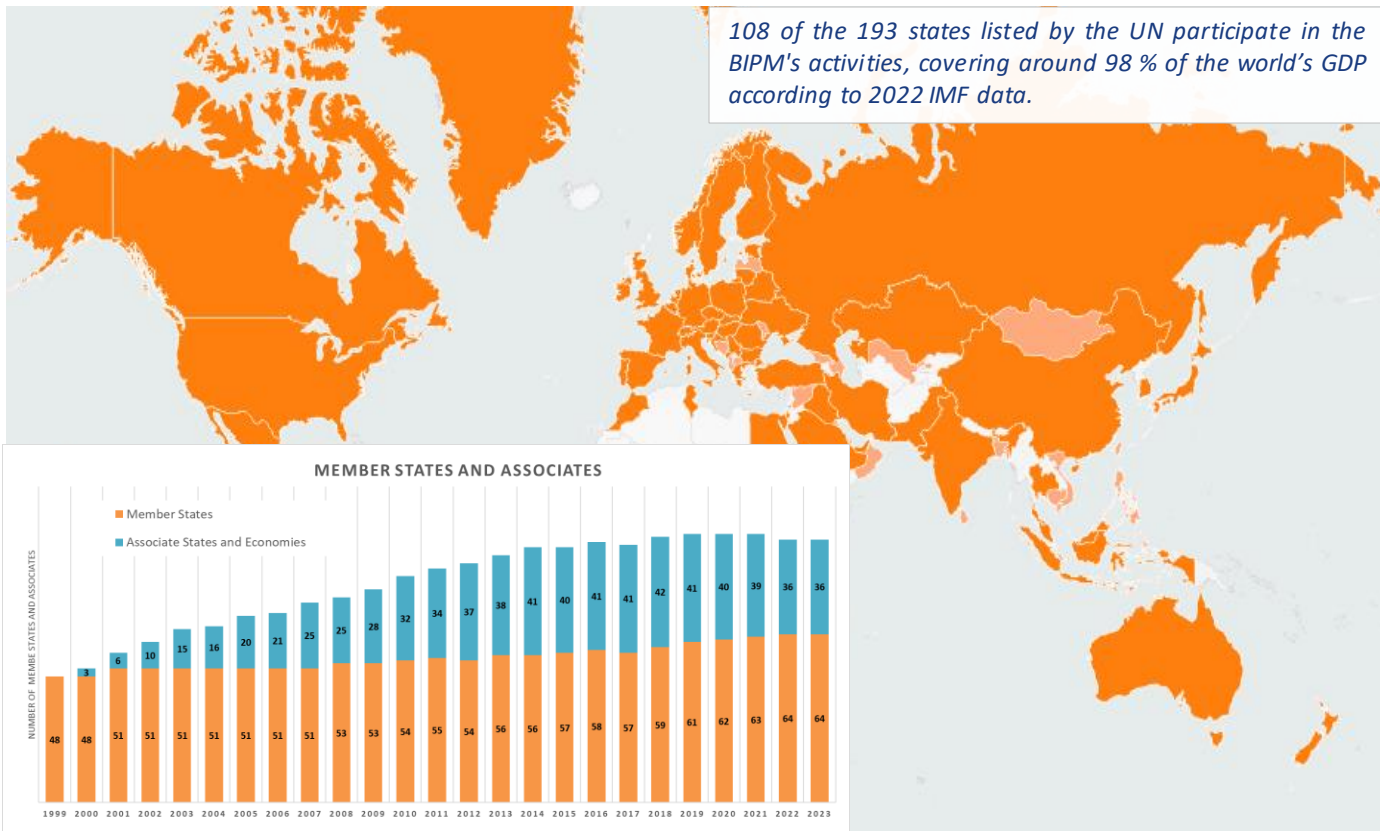 108 of the 193 states listed by the UN participate in the
BIPM's activities, covering around 98 % of the world's GDP
according to 2022 IMF data.
MEMBER STATES AND ASSOCIATES
Member States
Associate States and Economies
NUMBER OF MEMBE STATES AND ASSOCIATES
3 6 10 15 16 20 21 25 25 28 32 34 37 38 41 40 41 41 42 41 40 39 36 36
48 48 51 51 51 51 51 51 51 53 53 54 55 54 56 56 57 58 57 59 61 62 63 64 64
1999 2000 2001 2002 2003 2004 2005 2006 2007 2008 2009 2010 2011 2012 2013 2014 2015 2016 2017 2018 2019 2020 2021 2022 2023